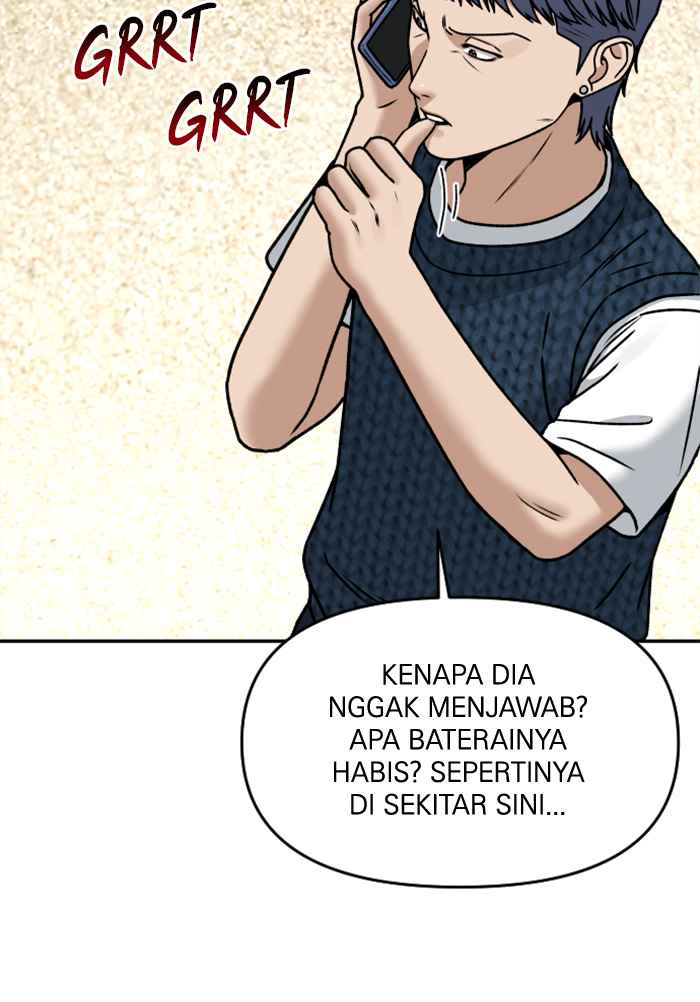 GRRT
GRRT
KENAPA DIA
NGGAK MENJAWAB?
APA BATERAINYA
HABIS? SEPERTINYA
DI SEKITAR SINI...